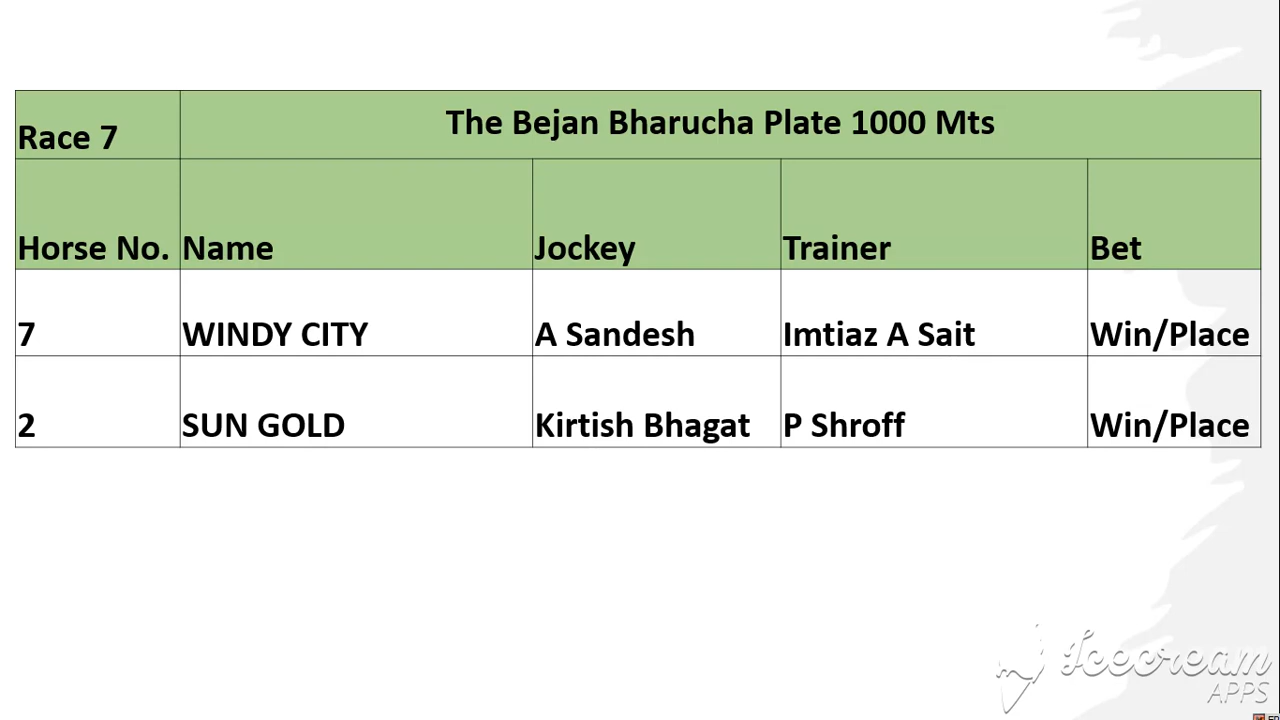 Race 7
The Bejan Bharucha Plate 1000 Mts
Horse No. Name Jockey Trainer Bet
7 WINDY CITY A Sandesh Imtiaz A Sait Win/Place
2 SUN GOLD Kirtish Bhagat P Shroff Win/Place
Icecream
APPS